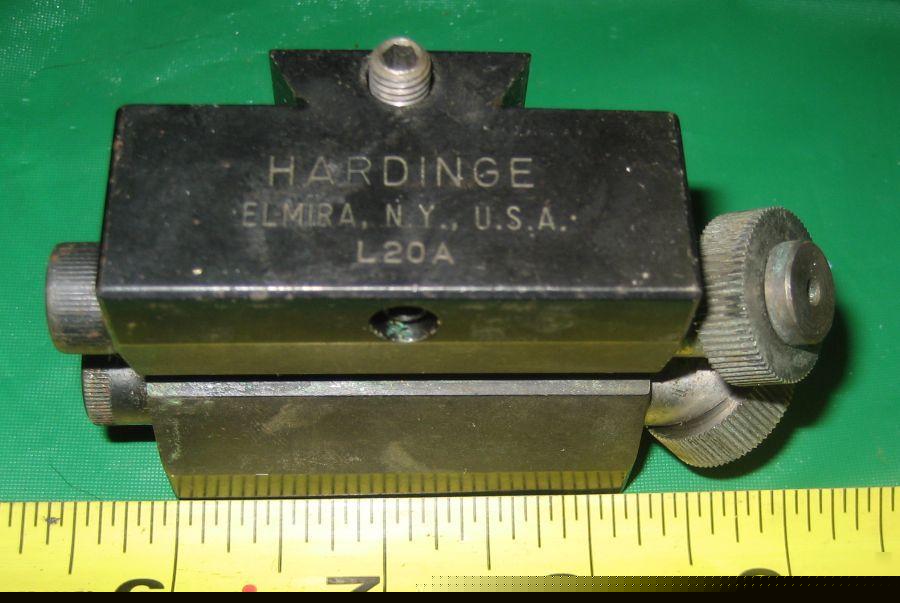 HARDINGE
ELMIRA, N.Y., U.S.A.
L20A